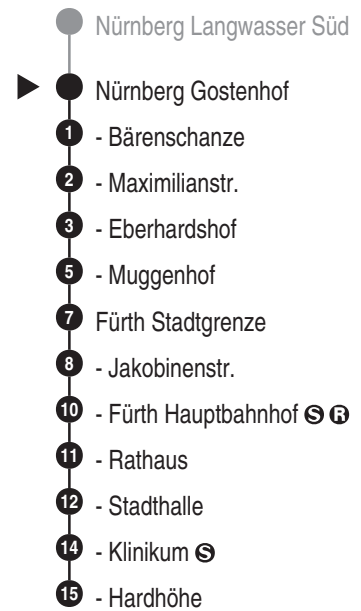 Nürnberg Langwasser Süd
Nürnberg Gostenhof
1 - Bärenschanze
2 - Maximilianstr.
3 - Eberhardshof
5 - Muggenhof
7 Fürth Stadtgrenze
8 - Jakobinenstr.
10 - Fürth Hauptbahnhof S R
11 - Rathaus
12 - Stadthalle
14 - Klinikum S
15 - Hardhöhe